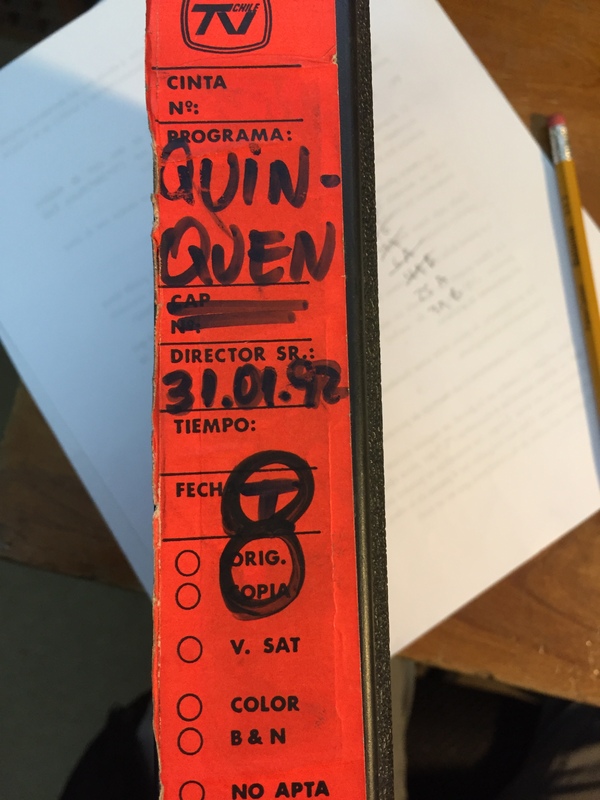 TV CHILE
CINTA
Nº:
PROGRAMA:
QUIN-
QUEN
CAP
Nº:
DIRECTOR SR.:
31.01.92
TIEMPO:
FECH
T
ORIG.
COPIA
V. SAT
COLOR
B & N
NO APTA